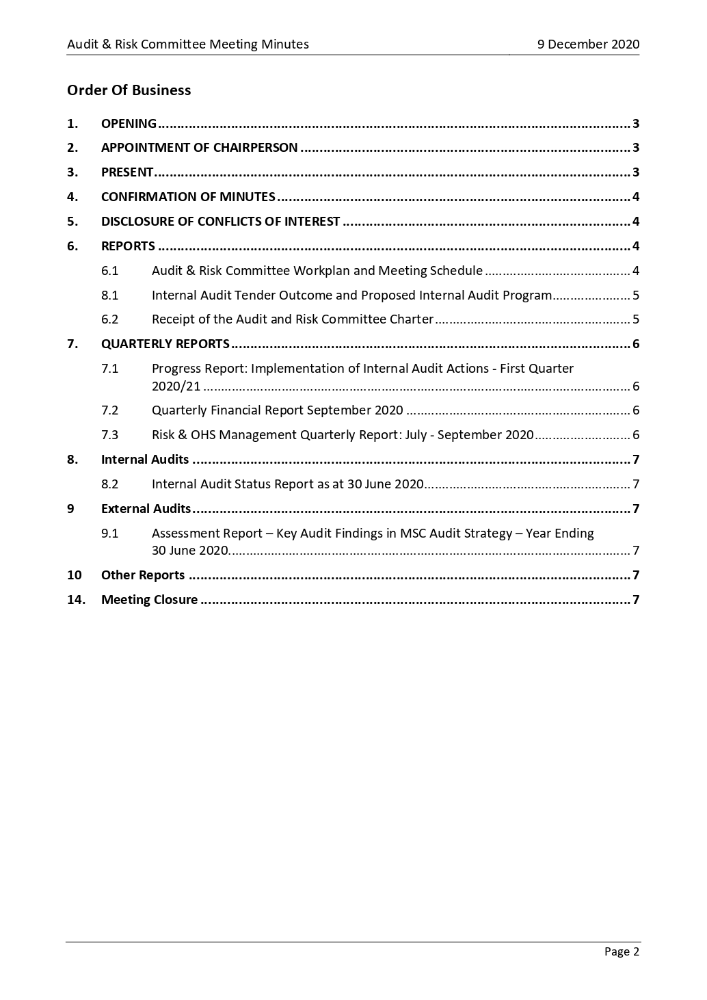 Audit & Risk Committee Meeting Minutes 9 December 2020
Order Of Business
1. OPENING 3
2. APPOINTMENT OF CHAIRPERSON 3
3. PRESENT 3
4. CONFIRMATION OF MINUTES 4
5. DISCLOSURE OF CONFLICTS OF INTEREST 4
6. REPORTS 4
6.1 Audit & Risk Committee Workplan and Meeting Schedule 4
8.1 Internal Audit Tender Outcome and Proposed Internal Audit Program 5
6.2 Receipt of the Audit and Risk Committee Charter 5
7. QUARTERLY REPORTS 6
7.1 Progress Report: Implementation of Internal Audit Actions - First Quarter
2020/21 6
7.2 Quarterly Financial Report September 2020 6
7.3 Risk & OHS Management Quarterly Report: July - September 2020 6
8. Internal Audits 7
8.2 Internal Audit Status Report as at 30 June 2020 7
9 External Audits 7
9.1 Assessment Report – Key Audit Findings in MSC Audit Strategy – Year Ending
30 June 2020. 7
10 Other Reports 7
14. Meeting Closure 7
Page 2